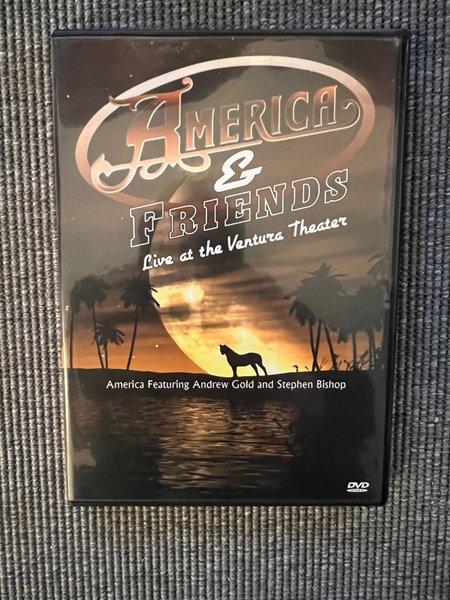 AMERICA
&
FRIENDS
Live at the Ventura Theater
America Featuring Andrew Gold and Stephen Bishop
DVD